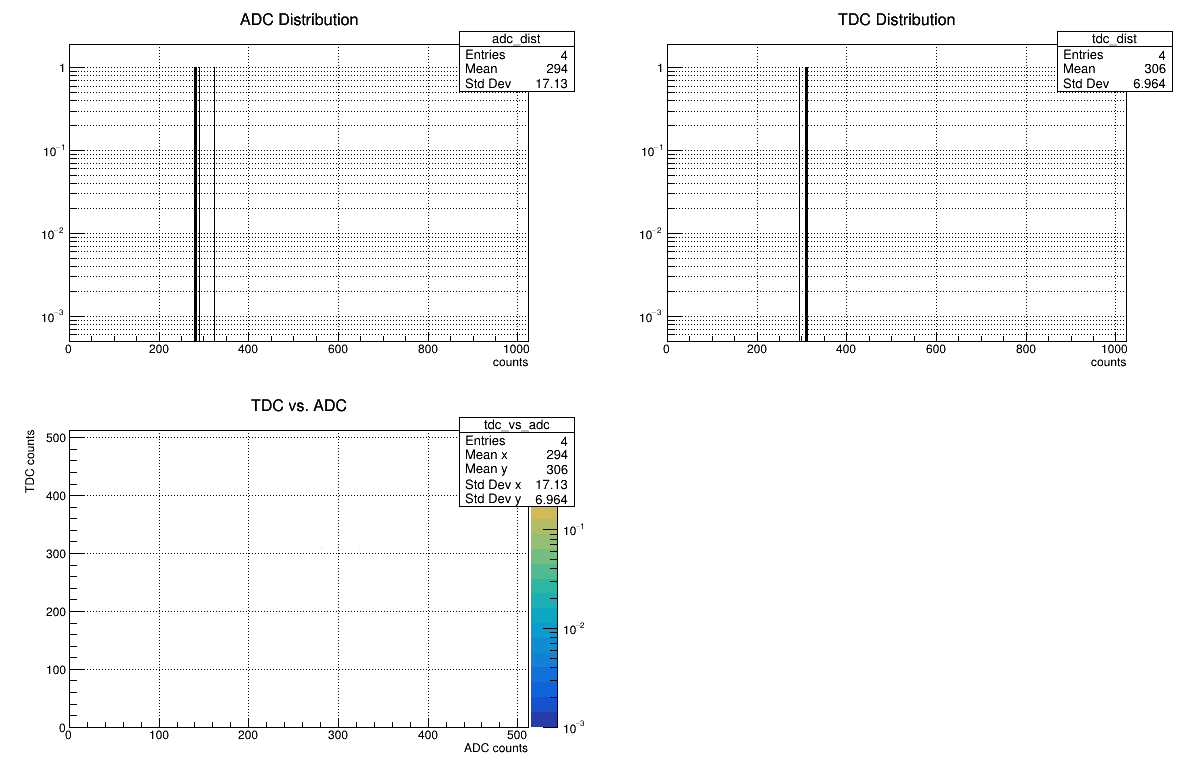 ADC Distribution
adc_dist
Entries 4
Mean 294
Std Dev 17.13
1
10⁻¹
10⁻²
10⁻³
0 200 400 600 800 1000
counts
TDC Distribution
tdc_dist
Entries 4
Mean 306
Std Dev 6.964
1
10⁻¹
10⁻²
10⁻³
0 200 400 600 800 1000
counts
TDC vs. ADC
tdc_vs_adc
Entries 4
Mean x 294
Mean y 306
Std Dev x 17.13
Std Dev y 6.964
TDC counts
500
400
300
200
100
0
0 100 200 300 400 500
ADC counts
10⁻¹
10⁻²
10⁻³